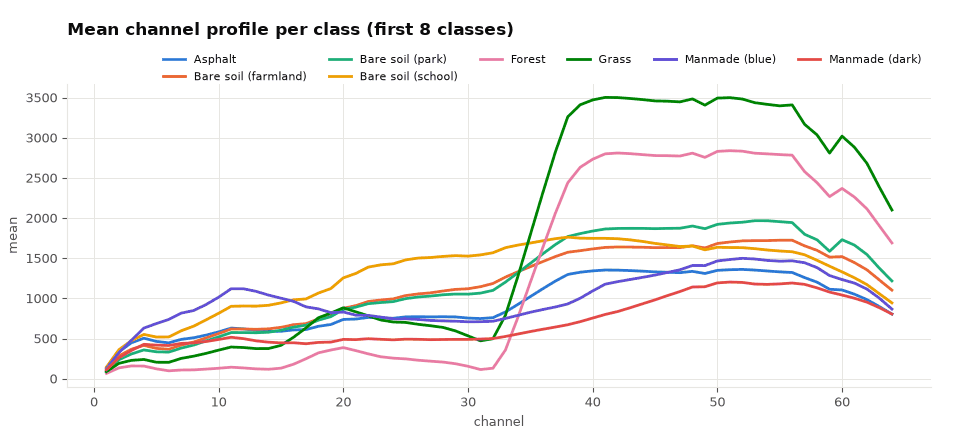 Mean channel profile per class (first 8 classes)
Asphalt Bare soil (park) Forest Grass Manmade (blue) Manmade (dark)
Bare soil (farmland) Bare soil (school)
3500
3000
2500
2000
1500
1000
500
0
mean
0 10 20 30 40 50 60
channel